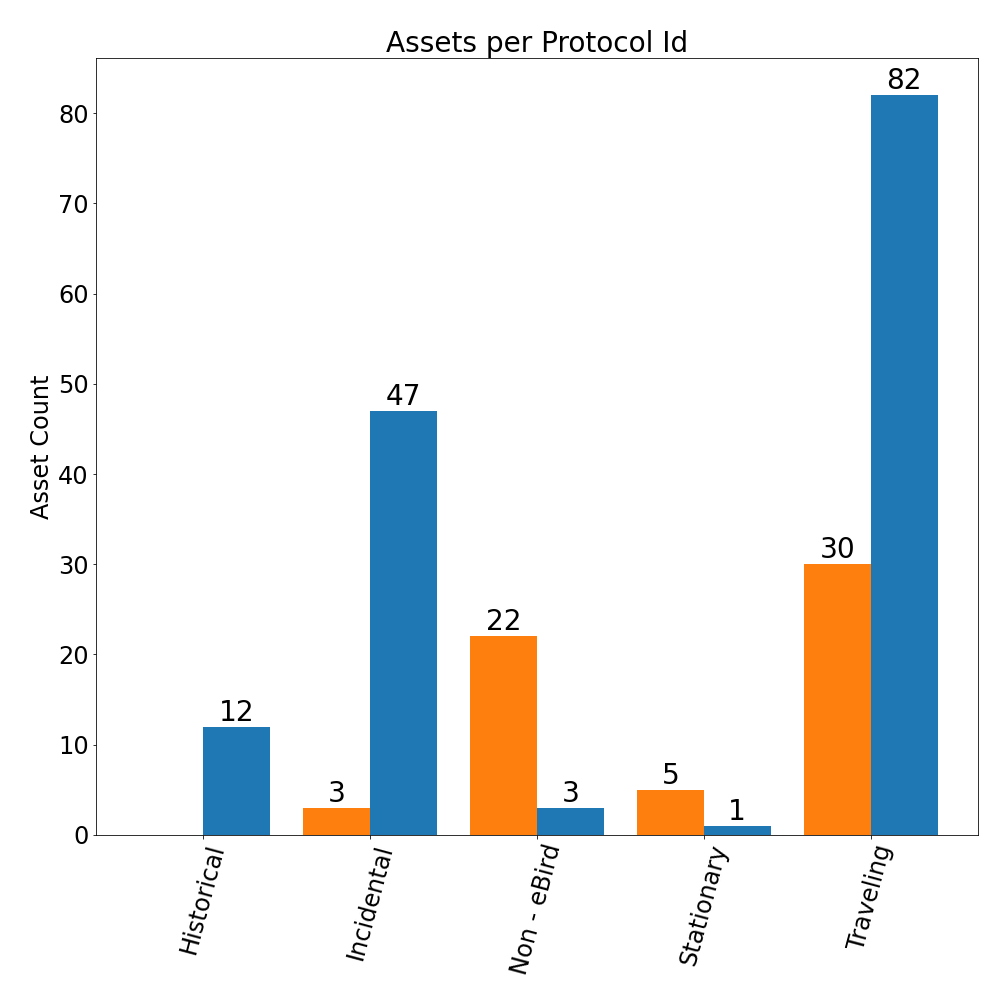 Assets per Protocol Id
82
80
70
60
50
47
Asset Count
40
30
30
22
20
12
10
5
3
3
1
0
Historical
Incidental
Non - eBird
Stationary
Traveling